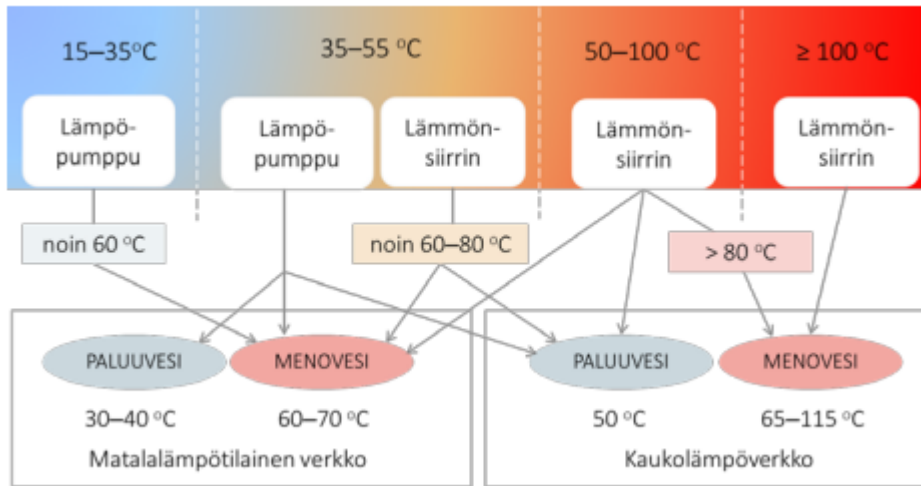 15–35°C 35–55 °C 50–100 °C ≥ 100 °C
Lämpö-
pumppu
Lämpö-
pumppu
Lämmön-
siirrin
Lämmön-
siirrin
Lämmön-
siirrin
noin 60 °C
noin 60–80 °C
> 80 °C
PALUUVESI MENOVESI PALUUVESI MENOVESI
30–40 °C 60–70 °C 50 °C 65–115 °C
Matalalämpötilainen verkko Kaukolämpöverkko